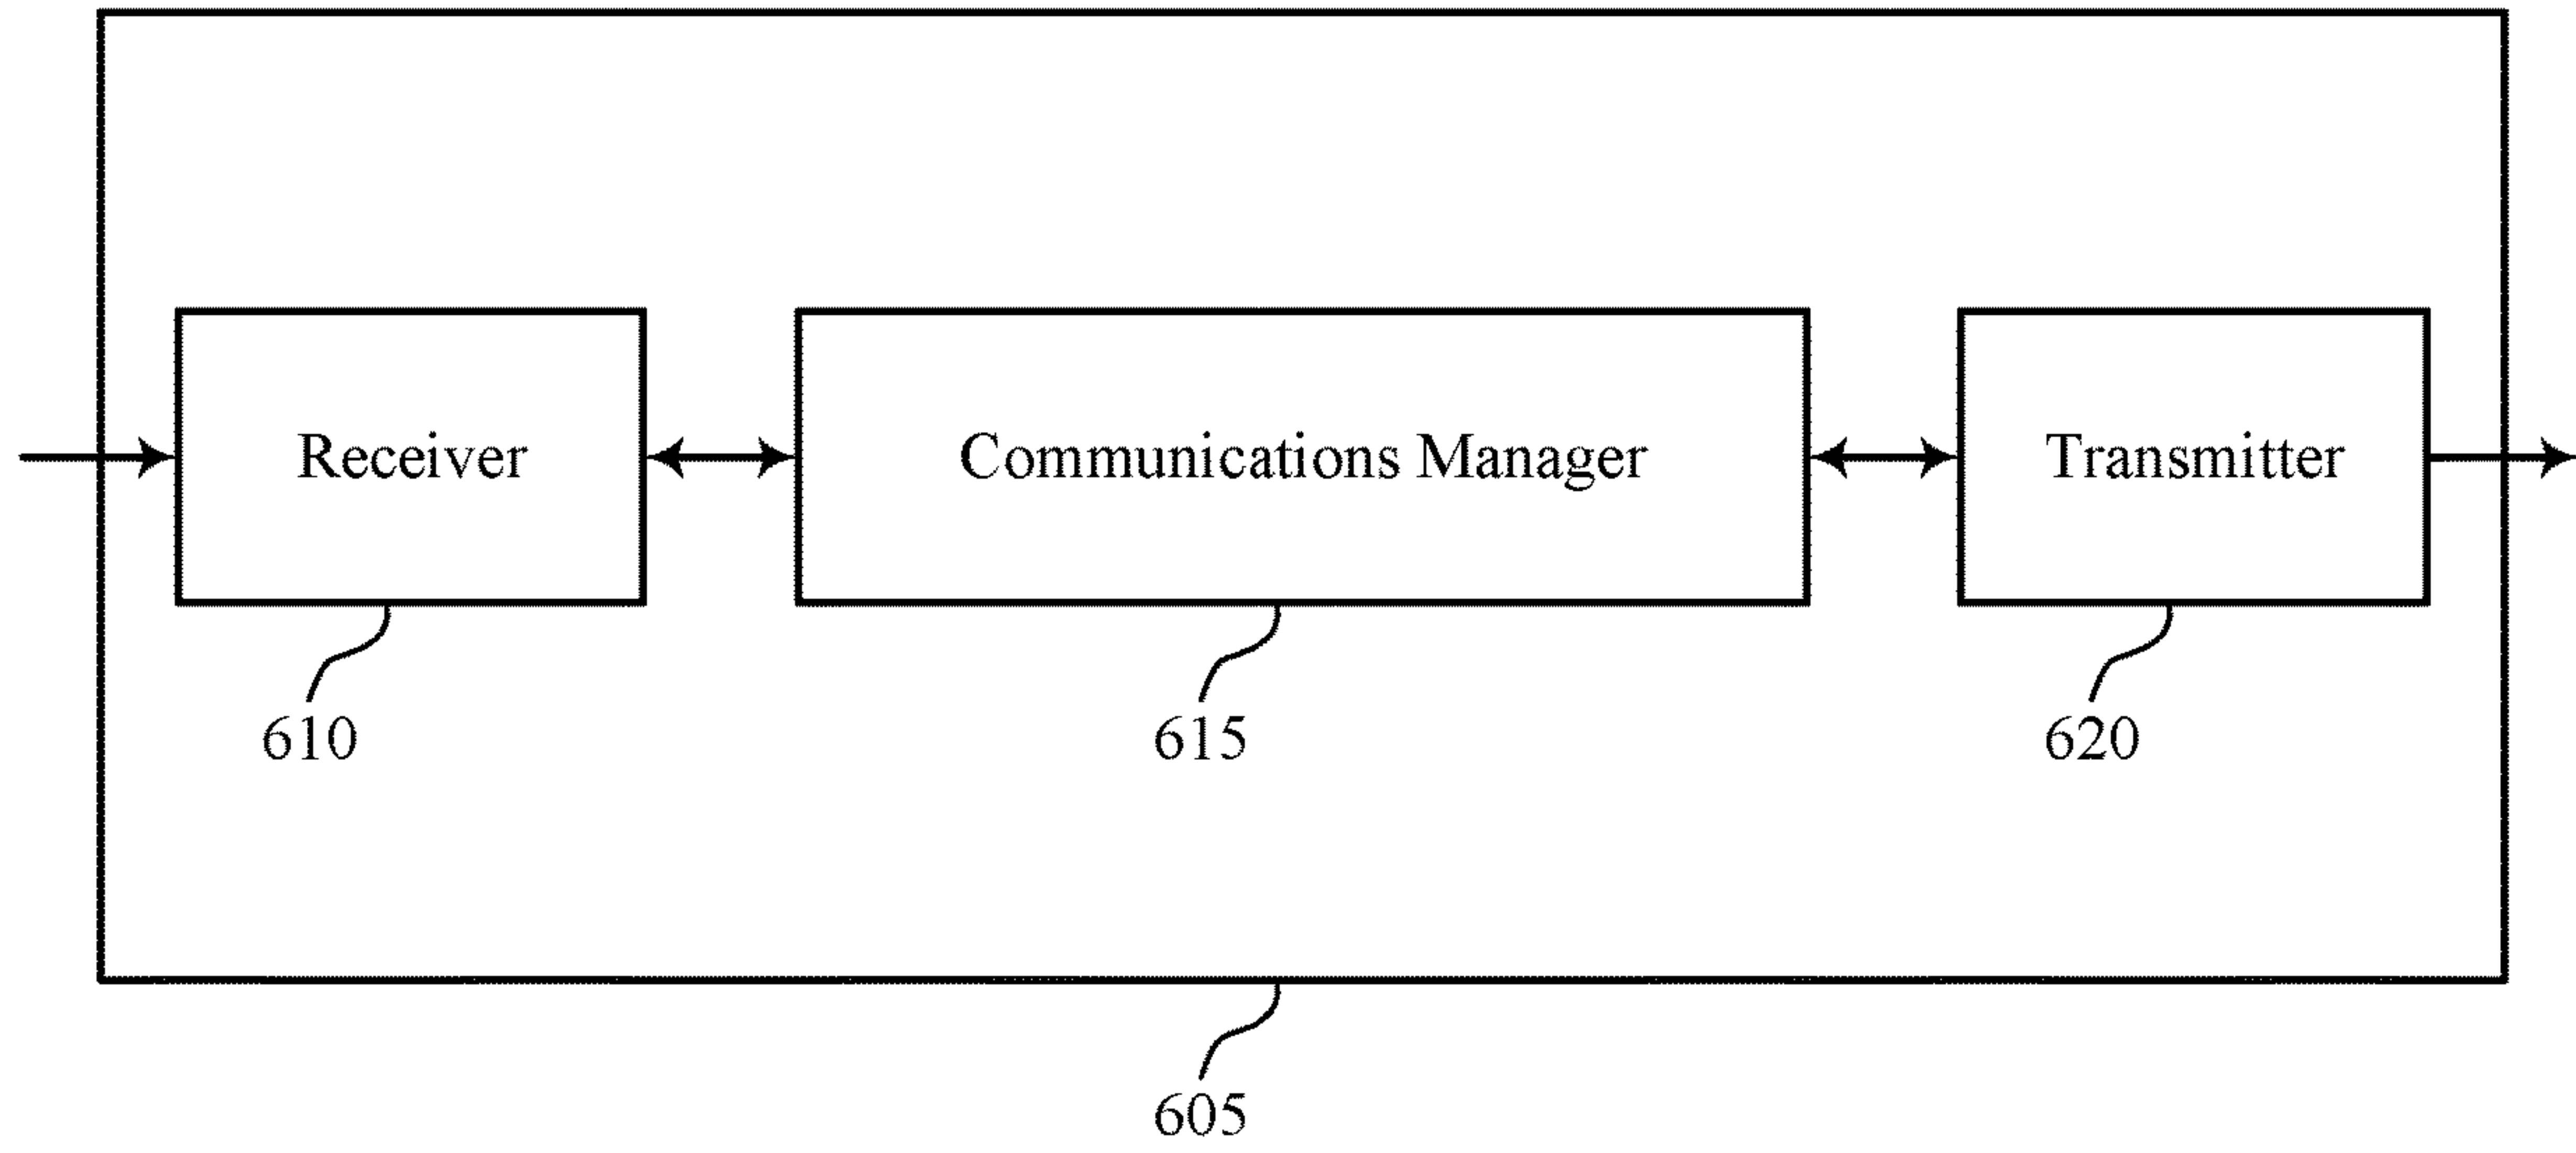 Receiver
Communications Manager
Transmitter
610
615
620
605